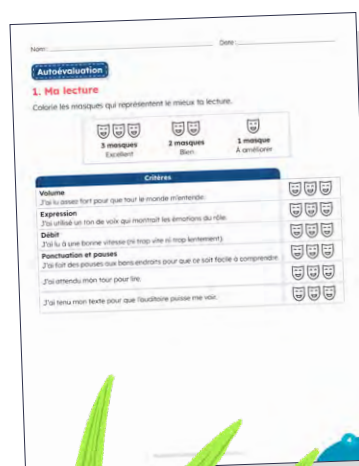 Nom: Date:
Autoévaluation
1. Ma lecture
Colorie les masques qui représentent le mieux ta lecture.
3 masques 2 masques 1 masque
Excellent Bien À améliorer
Critères
Volume
J'ai lu assez fort pour que tout le monde m'entende.
Expression
J'ai utilisé un ton de voix qui montrait les émotions du rôle.
Débit
J'ai lu à une bonne vitesse (ni trop vite ni trop lentement).
Ponctuation et pauses
J'ai fait des pauses aux bons endroits pour que ce soit facile à comprendre.
J'ai attendu mon tour pour lire.
J'ai tenu mon texte pour que l'auditoire puisse me voir.